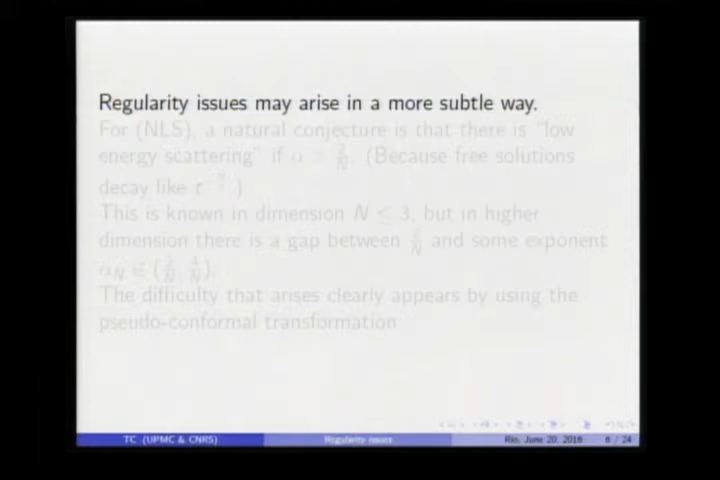 Regularity issues may arise in a more subtle way.
For (NLS), a natural conjecture is that there is "low
energy scattering" if α > 2/N. (Because free solutions
decay like t
This is known in dimension N ≤ 3, but in higher
dimension there is a gap between 2/N and some exponent
α_N ∈ (2/N, 4/N).
The difficulty that arises clearly appears by using the
pseudo-conformal transformation
TC (UPMC & CNRS) Regularity issues Rio, June 20, 2016 6 / 24